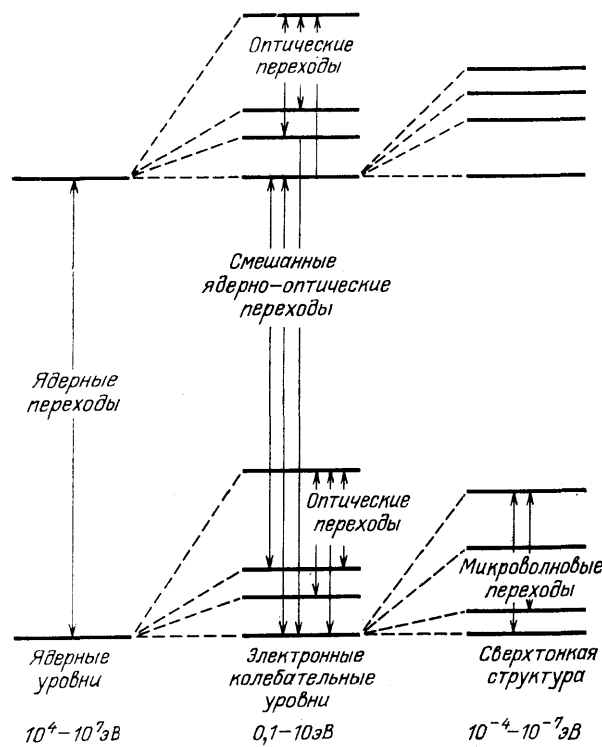 Оптические
переходы
Смешанные
ядерно-оптические
переходы
Ядерные
переходы
Оптические
переходы
Микроволновые
переходы
Ядерные
уровни
10⁴–10⁷эВ
Электронные
колебательные
уровни
0,1–10эВ
Сверхтонкая
структура
10⁻⁴–10⁻⁷эВ